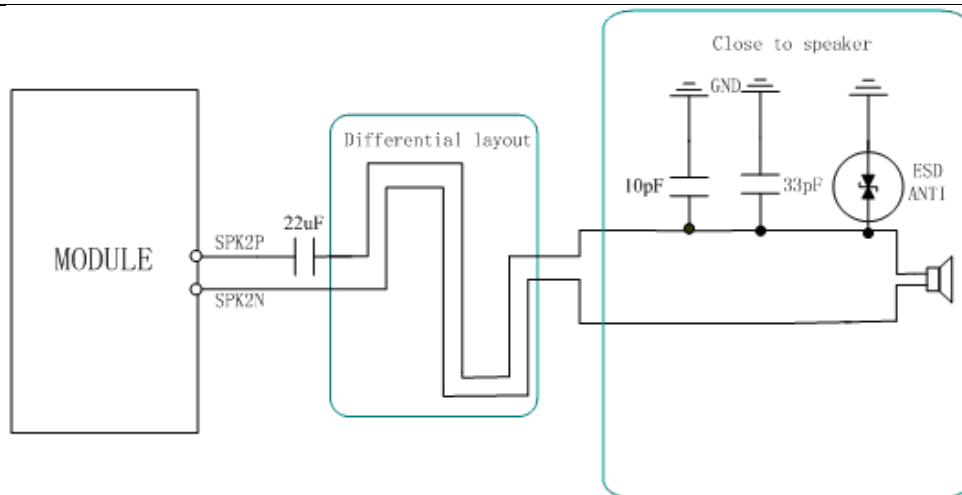 Close to speaker
GND
Differential layout
10pF
33pF
ESD
ANTI
22uF
SPK2P
MODULE
SPK2N